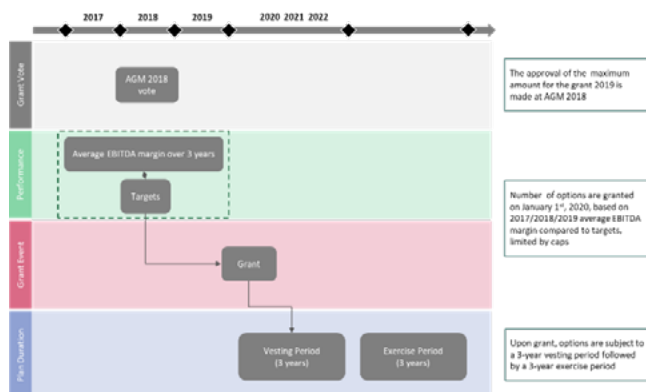 2017 2018 2019 2020 2021 2022
Grant Vote
AGM 2018
vote
The approval of the maximum
amount for the grant 2019 is
made at AGM 2018
Performance
Average EBITDA margin over 3 years
Targets
Number of options are granted
on January 1st, 2020, based on
2017/2018/2019 average EBITDA
margin compared to targets,
limited by caps
Grant Event
Grant
Plan Duration
Vesting Period
(3 years)
Exercise Period
(3 years)
Upon grant, options are subject to
a 3-year vesting period followed
by a 3-year exercise period